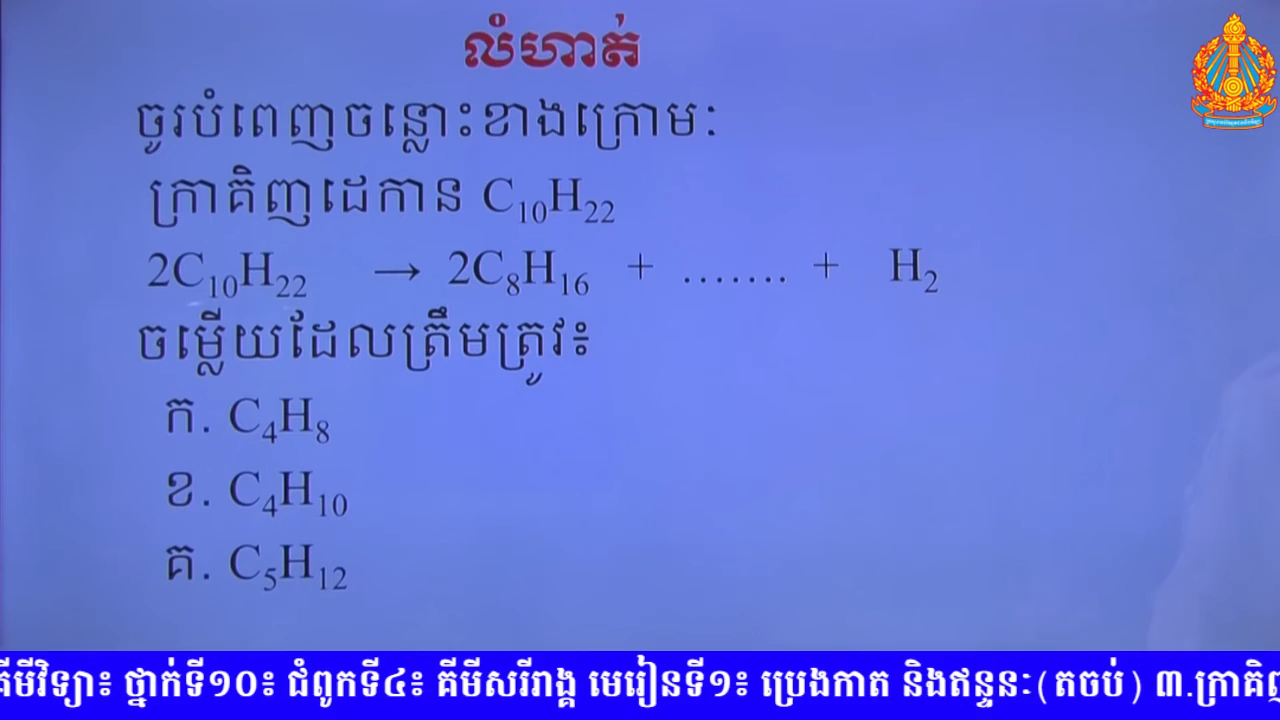 លំហាត់
ចូរបំពេញចន្លោះខាងក្រោមៈ
ក្រាគិញដេកាន C₁₀H₂₂
2C₁₀H₂₂ → 2C₈H₁₆ + ....... + H₂
ចម្លើយដែលត្រឹមត្រូវ៖
ក. C₄H₈
ខ. C₄H₁₀
គ. C₅H₁₂
គីមីវិទ្យា៖ ថ្នាក់ទី១០៖ ជំពូកទី៤៖ គីមីសរីរាង្គ មេរៀនទី១៖ ប្រេងកាត និងឥន្ទនៈ(តចប់) ៣.ក្រាគិញ